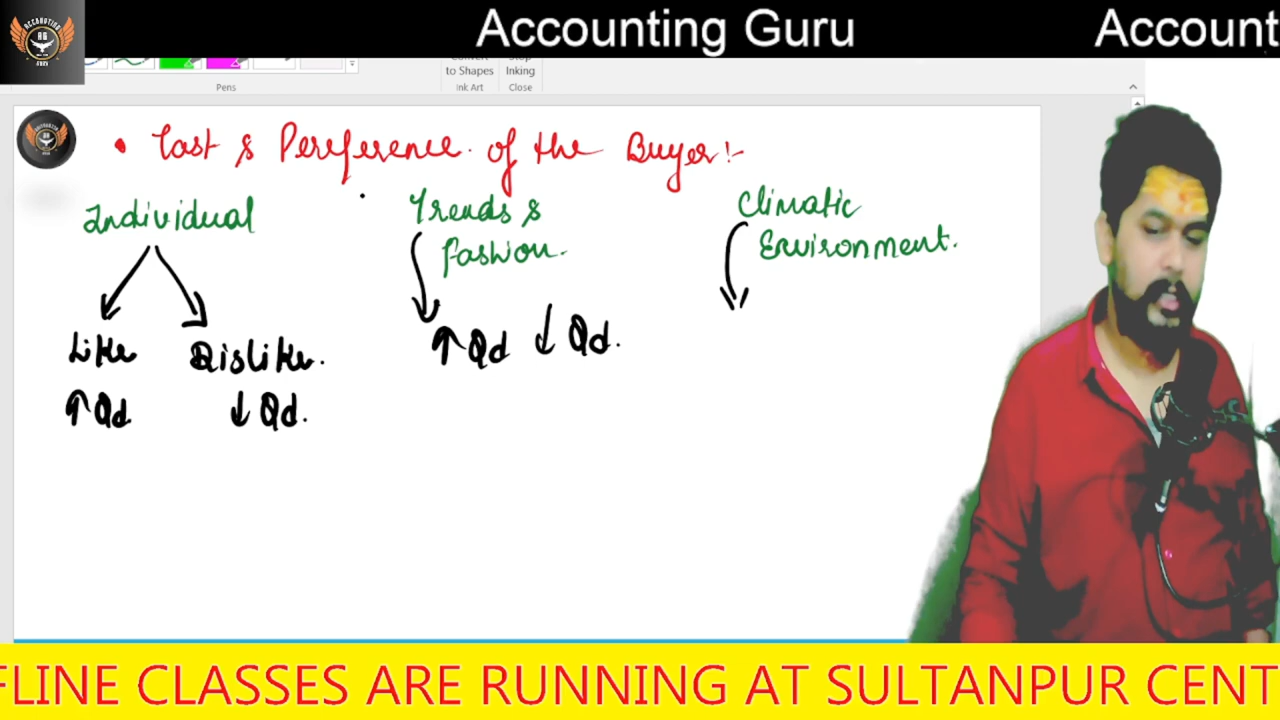 Accounting Guru
Account
to Shapes
Inking
Pens
Ink Art
Close
• Tast & Pereference. of the Buyer:-
Individual
Trends &
Fashion.
Climatic
Environment.
Like
Dislike.
↑Qd ↓Qd.
↑Qd
↓Qd.
FLINE CLASSES ARE RUNNING AT SULTANPUR CENT